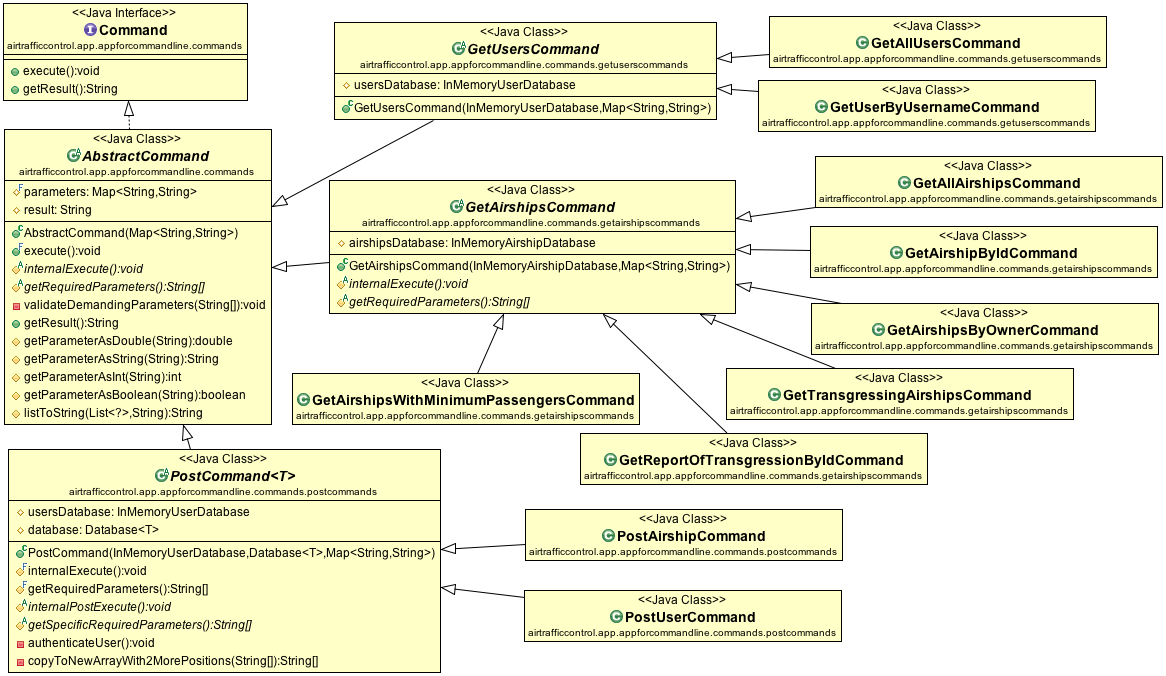 <<Java Interface>>
Command
airtrafficcontrol.app.appforcommandline.commands
execute():void
getResult():String
<<Java Class>>
AbstractCommand
airtrafficcontrol.app.appforcommandline.commands
parameters: Map<String,String>
result: String
AbstractCommand(Map<String,String>)
execute():void
internalExecute():void
getRequiredParameters():String[]
validateDemandingParameters(String[]):void
getResult():String
getParameterAsDouble(String):double
getParameterAsString(String):String
getParameterAsInt(String):int
getParameterAsBoolean(String):boolean
listToString(List<?>,String):String
<<Java Class>>
PostCommand<T>
airtrafficcontrol.app.appforcommandline.commands.postcommands
usersDatabase: InMemoryUserDatabase
database: Database<T>
PostCommand(InMemoryUserDatabase,Database<T>,Map<String,String>)
internalExecute():void
getRequiredParameters():String[]
internalPostExecute():void
getSpecificRequiredParameters():String[]
authenticateUser():void
copyToNewArrayWith2MorePositions(String[]):String[]
<<Java Class>>
GetUsersCommand
airtrafficcontrol.app.appforcommandline.commands.getuserscommands
usersDatabase: InMemoryUserDatabase
GetUsersCommand(InMemoryUserDatabase,Map<String,String>)
<<Java Class>>
GetAllUsersCommand
airtrafficcontrol.app.appforcommandline.commands.getuserscommands
<<Java Class>>
GetUserByUsernameCommand
airtrafficcontrol.app.appforcommandline.commands.getuserscommands
<<Java Class>>
GetAirshipsCommand
airtrafficcontrol.app.appforcommandline.commands.getairshipscommands
airshipsDatabase: InMemoryAirshipDatabase
GetAirshipsCommand(InMemoryAirshipDatabase,Map<String,String>)
internalExecute():void
getRequiredParameters():String[]
<<Java Class>>
GetAllAirshipsCommand
airtrafficcontrol.app.appforcommandline.commands.getairshipscommands
<<Java Class>>
GetAirshipByIdCommand
airtrafficcontrol.app.appforcommandline.commands.getairshipscommands
<<Java Class>>
GetAirshipsByOwnerCommand
airtrafficcontrol.app.appforcommandline.commands.getairshipscommands
<<Java Class>>
GetTransgressingAirshipsCommand
airtrafficcontrol.app.appforcommandline.commands.getairshipscommands
<<Java Class>>
GetAirshipsWithMinimumPassengersCommand
airtrafficcontrol.app.appforcommandline.commands.getairshipscommands
<<Java Class>>
GetReportOfTransgressionByIdCommand
airtrafficcontrol.app.appforcommandline.commands.getairshipscommands
<<Java Class>>
PostAirshipCommand
airtrafficcontrol.app.appforcommandline.commands.postcommands
<<Java Class>>
PostUserCommand
airtrafficcontrol.app.appforcommandline.commands.postcommands